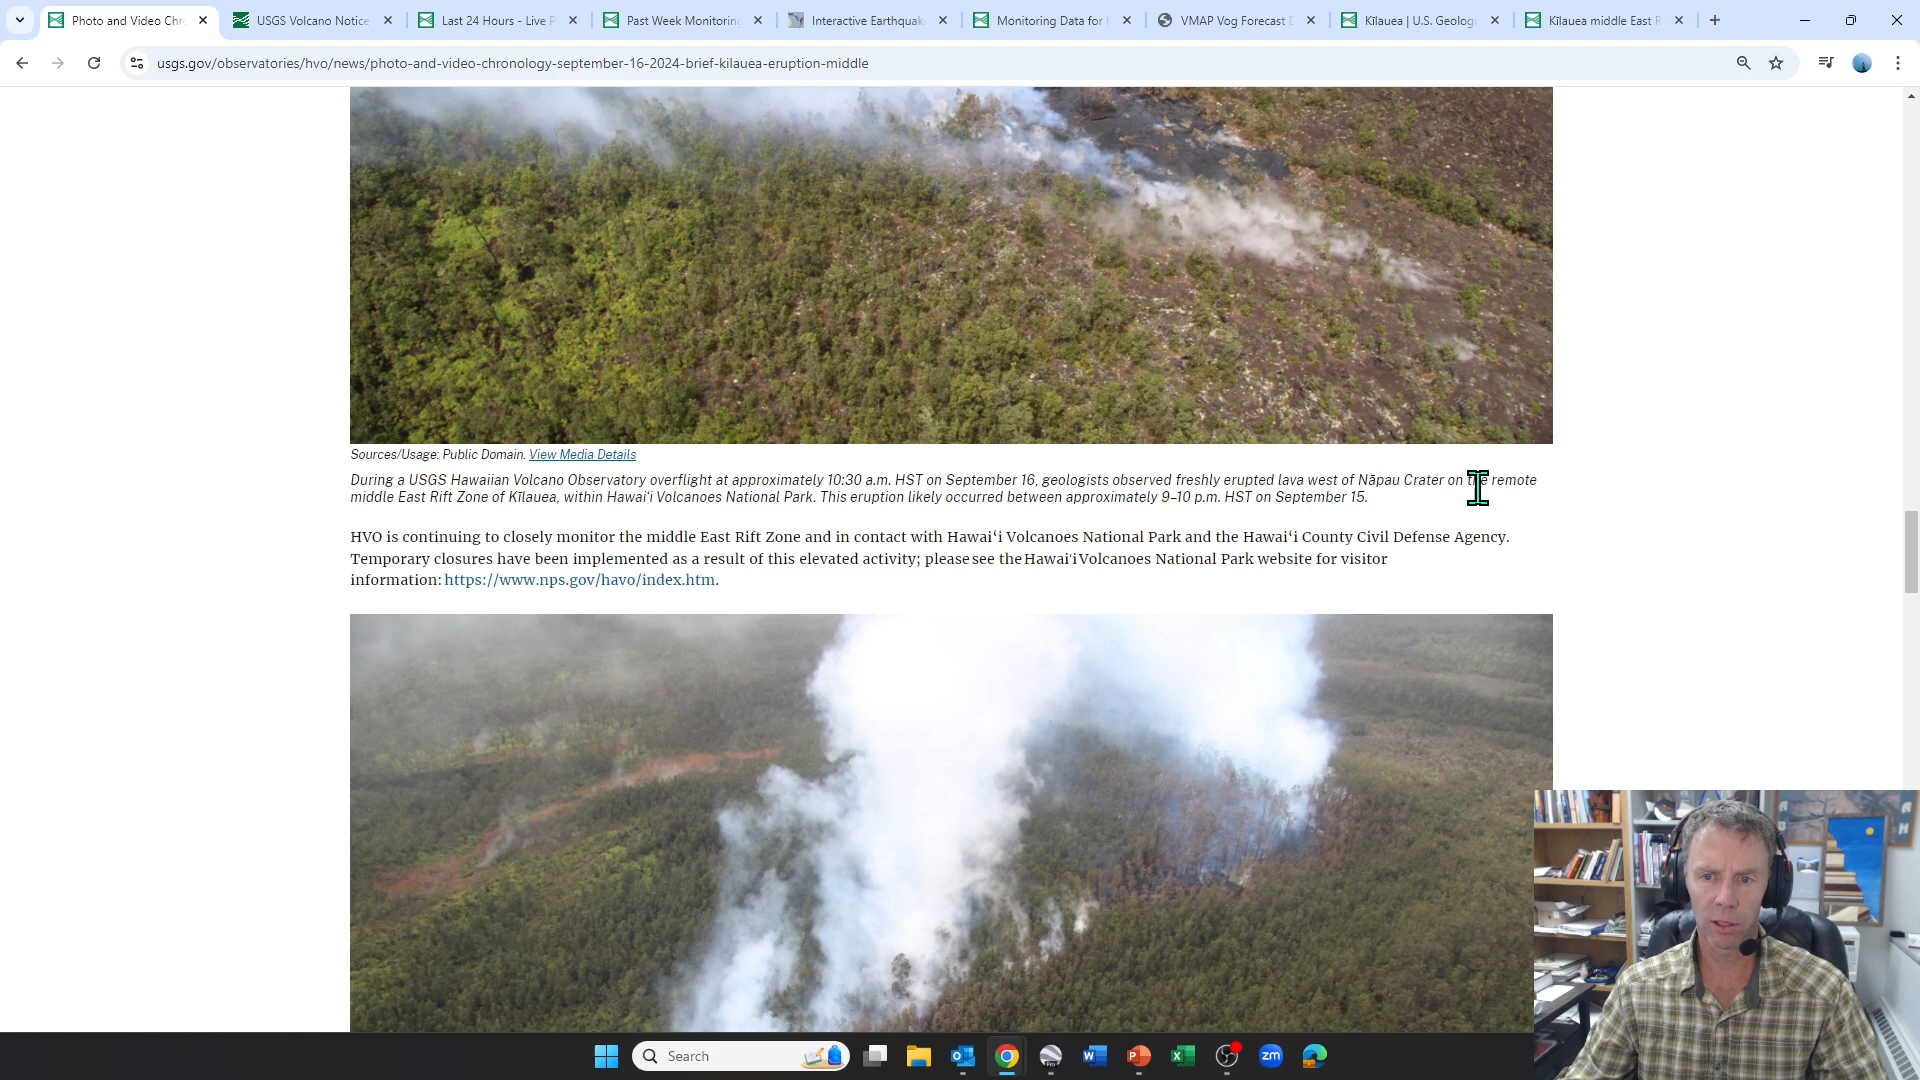 Photo and Video Chr
USGS Volcano Notice
Last 24 Hours - Live P
Past Week Monitoring
Interactive Earthquake
Monitoring Data for
VMAP Vog Forecast D
Kīlauea | U.S. Geolog
Kīlauea middle East R
usgs.gov/observatories/hvo/news/photo-and-video-chronology-september-16-2024-brief-kilauea-eruption-middle
Sources/Usage: Public Domain. View Media Details
During a USGS Hawaiian Volcano Observatory overflight at approximately 10:30 a.m. HST on September 16, geologists observed freshly erupted lava west of Nāpau Crater on the remote
middle East Rift Zone of Kīlauea, within Hawaiʻi Volcanoes National Park. This eruption likely occurred between approximately 9–10 p.m. HST on September 15.
HVO is continuing to closely monitor the middle East Rift Zone and in contact with Hawaiʻi Volcanoes National Park and the Hawaiʻi County Civil Defense Agency.
Temporary closures have been implemented as a result of this elevated activity; please see the Hawaiʻi Volcanoes National Park website for visitor
information: https://www.nps.gov/havo/index.htm.
Search
zm